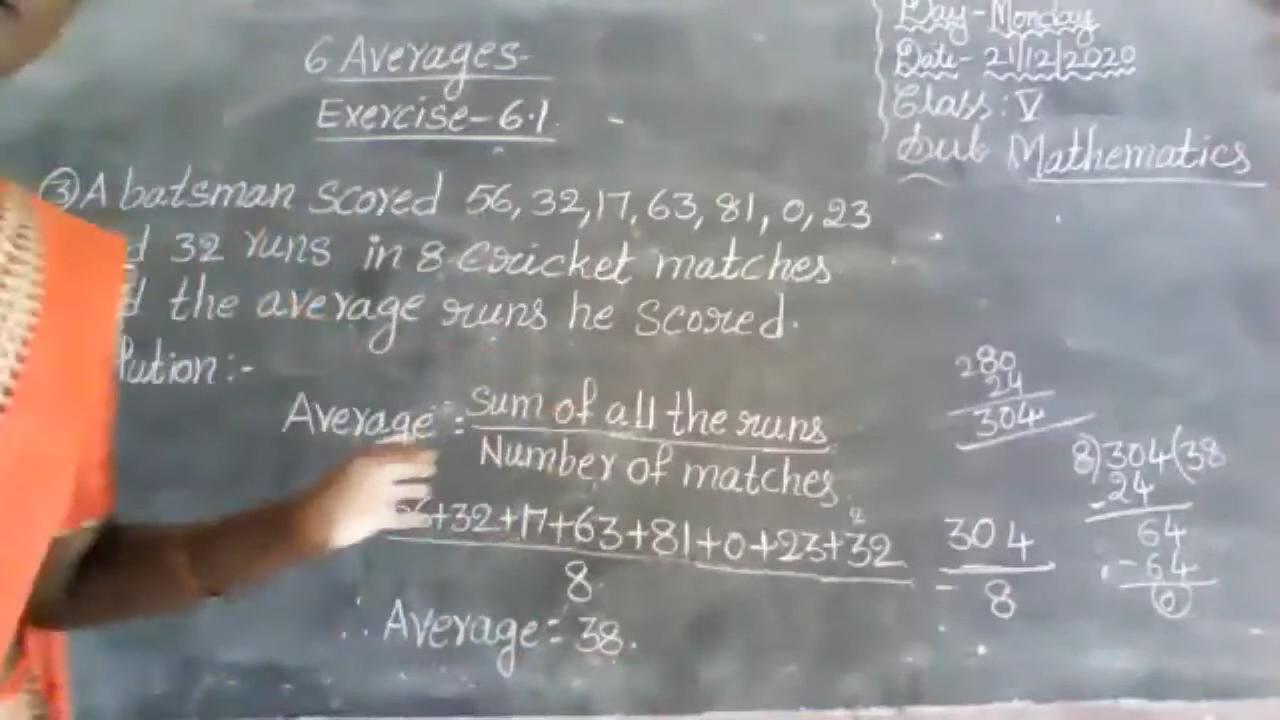 6 Averages-
Exercise-6.1
Day-Monday
Date- 21/12/2020
Class: V
Sub Mathematics
③ A batsman scored 56, 32, 17, 63, 81, 0, 23
d 32 runs in 8 Cricket matches
d the average runs he scored.
lution:-
Average = Sum of all the runs
Number of matches
56+32+17+63+81+0+23+32
8
∴ Average = 38.
2
280
24
304
304
8
8)304(38
-24
64
-64
0